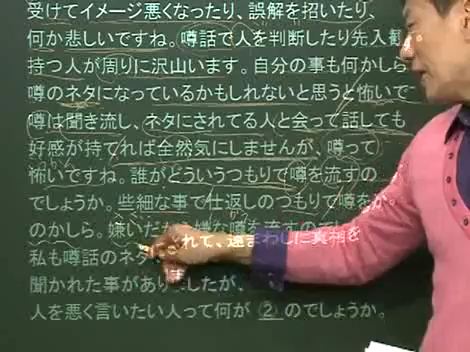 受けてイメージ悪くなったり、誤解を招いたり、
何か悲しいですね。噂話で人を判断したり先入観
持つ人が周りに沢山います。自分の事も何かしら
噂のネタになっているかもしれないと思うと怖いで
噂は聞き流し、ネタにされてる人と会って話しても
好感が持てれば全然気にしませんが、噂って
怖いですね。誰がどういうつもりで噂を流すの
でしょうか。些細な事で仕返しのつもりで噂を
のかしら。嫌いだから嫌な噂を流すの
れて、遠まわしに真相を
私も噂話のネタ
聞かれた事があり ましたが、
人を悪く言いたい人って何が ② のでしょうか。